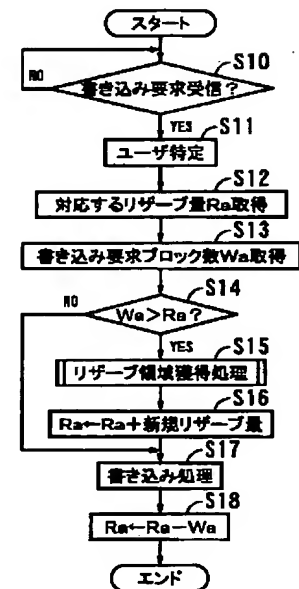 スタート
S10
NO
書き込み要求受信？
YES
S11
ユーザ特定
S12
対応するリザーブ量Ra取得
S13
書き込み要求ブロック数Wa取得
S14
NO
Wa>Ra?
YES
S15
リザーブ領域獲得処理
S16
Ra←Ra+新規リザーブ量
S17
書き込み処理
S18
Ra←Ra-Wa
エンド